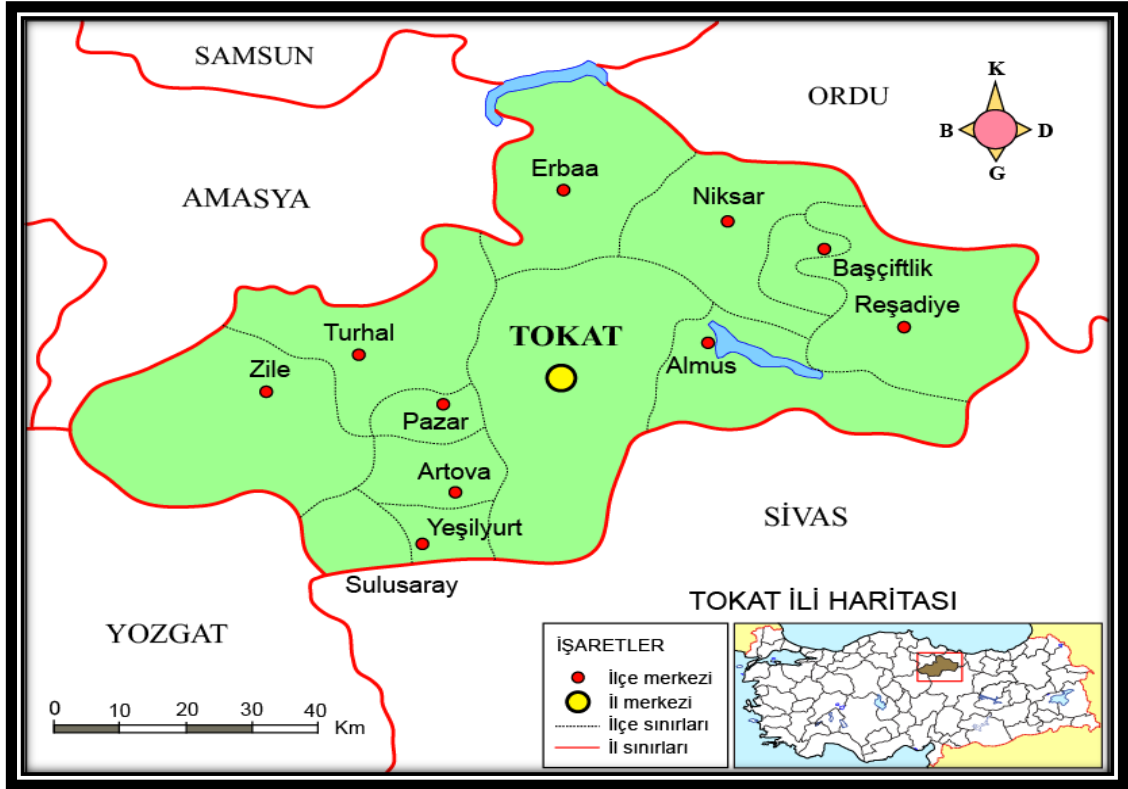 SAMSUN
ORDU
K
B
D
G
AMASYA
Erbaa
Niksar
Başçiftlik
Reşadiye
TOKAT
Turhal
Zile
Almus
Pazar
Artova
Yeşilyurt
Sulusaray
SİVAS
YOZGAT
TOKAT İLİ HARİTASI
İŞARETLER
İlçe merkezi
İl merkezi
İlçe sınırları
İl sınırları
0 10 20 30 40 Km